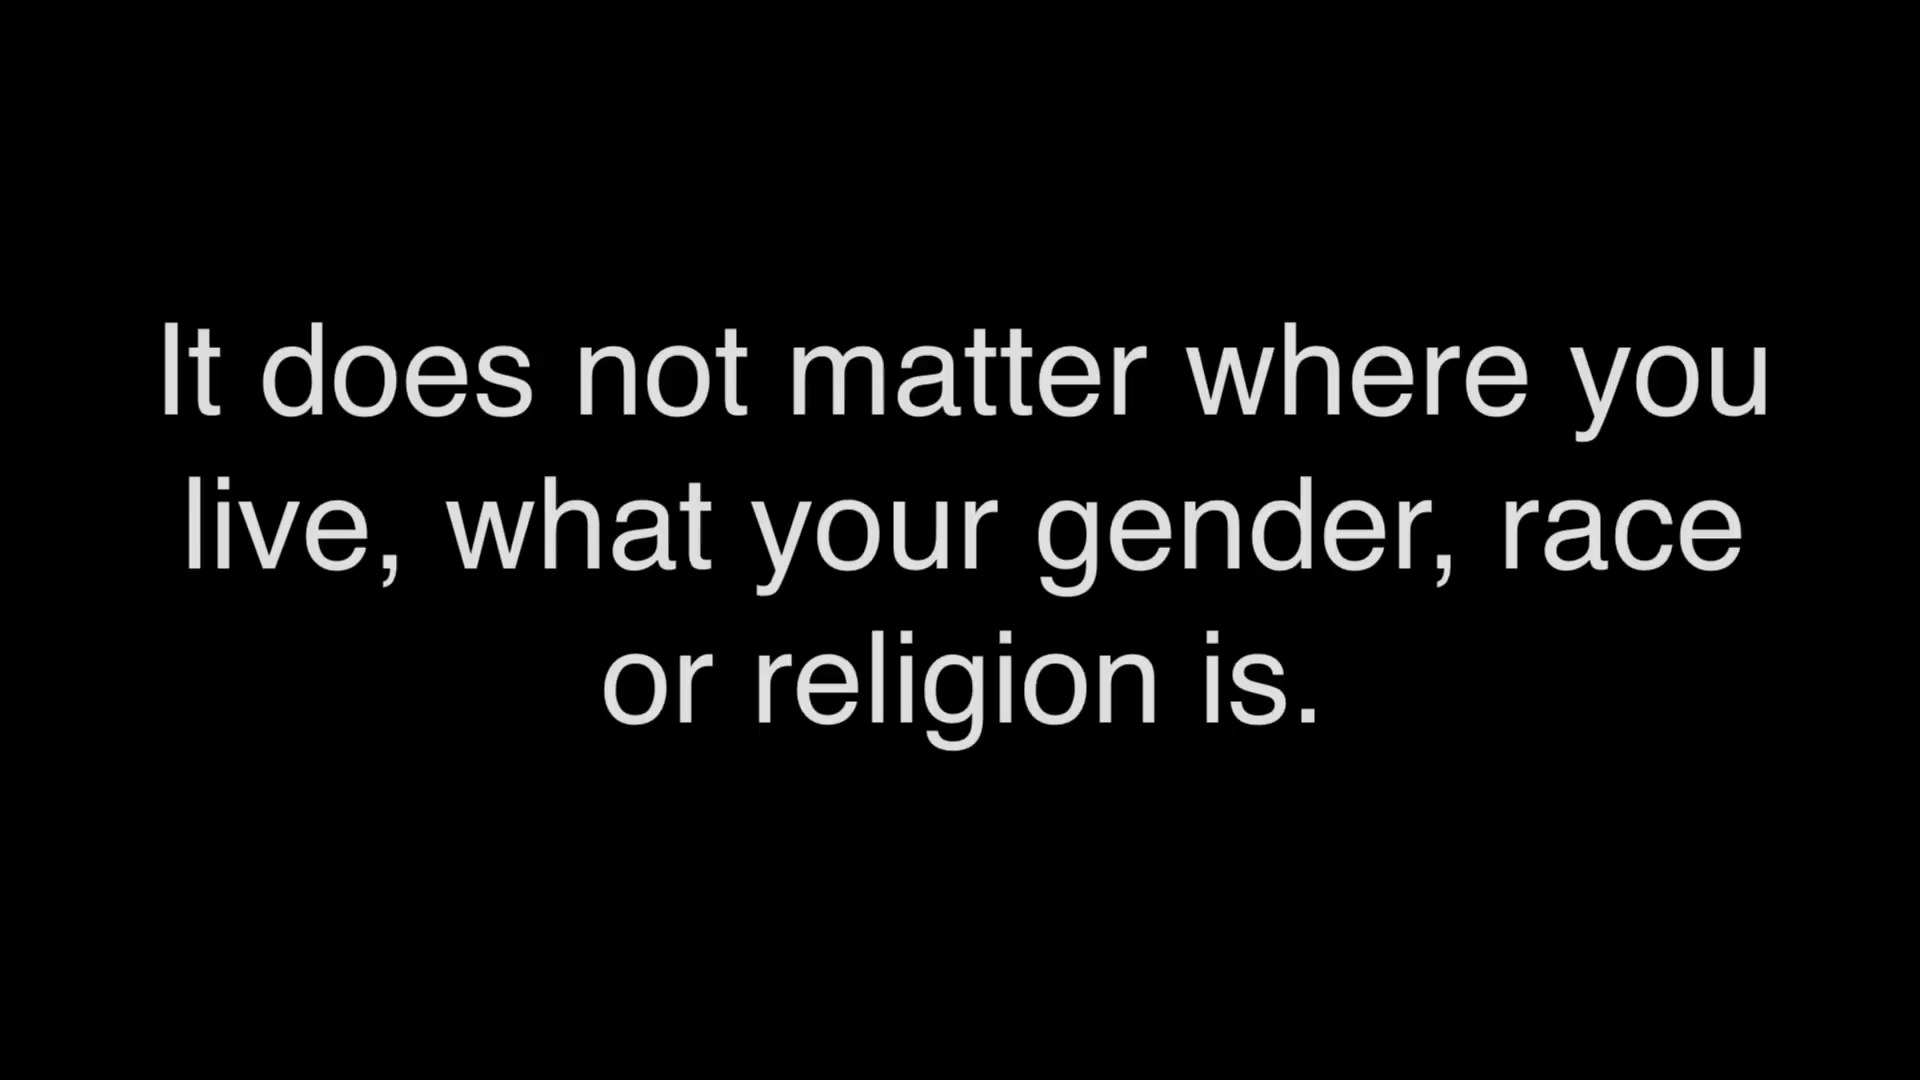 It does not matter where you
live, what your gender, race
or religion is.